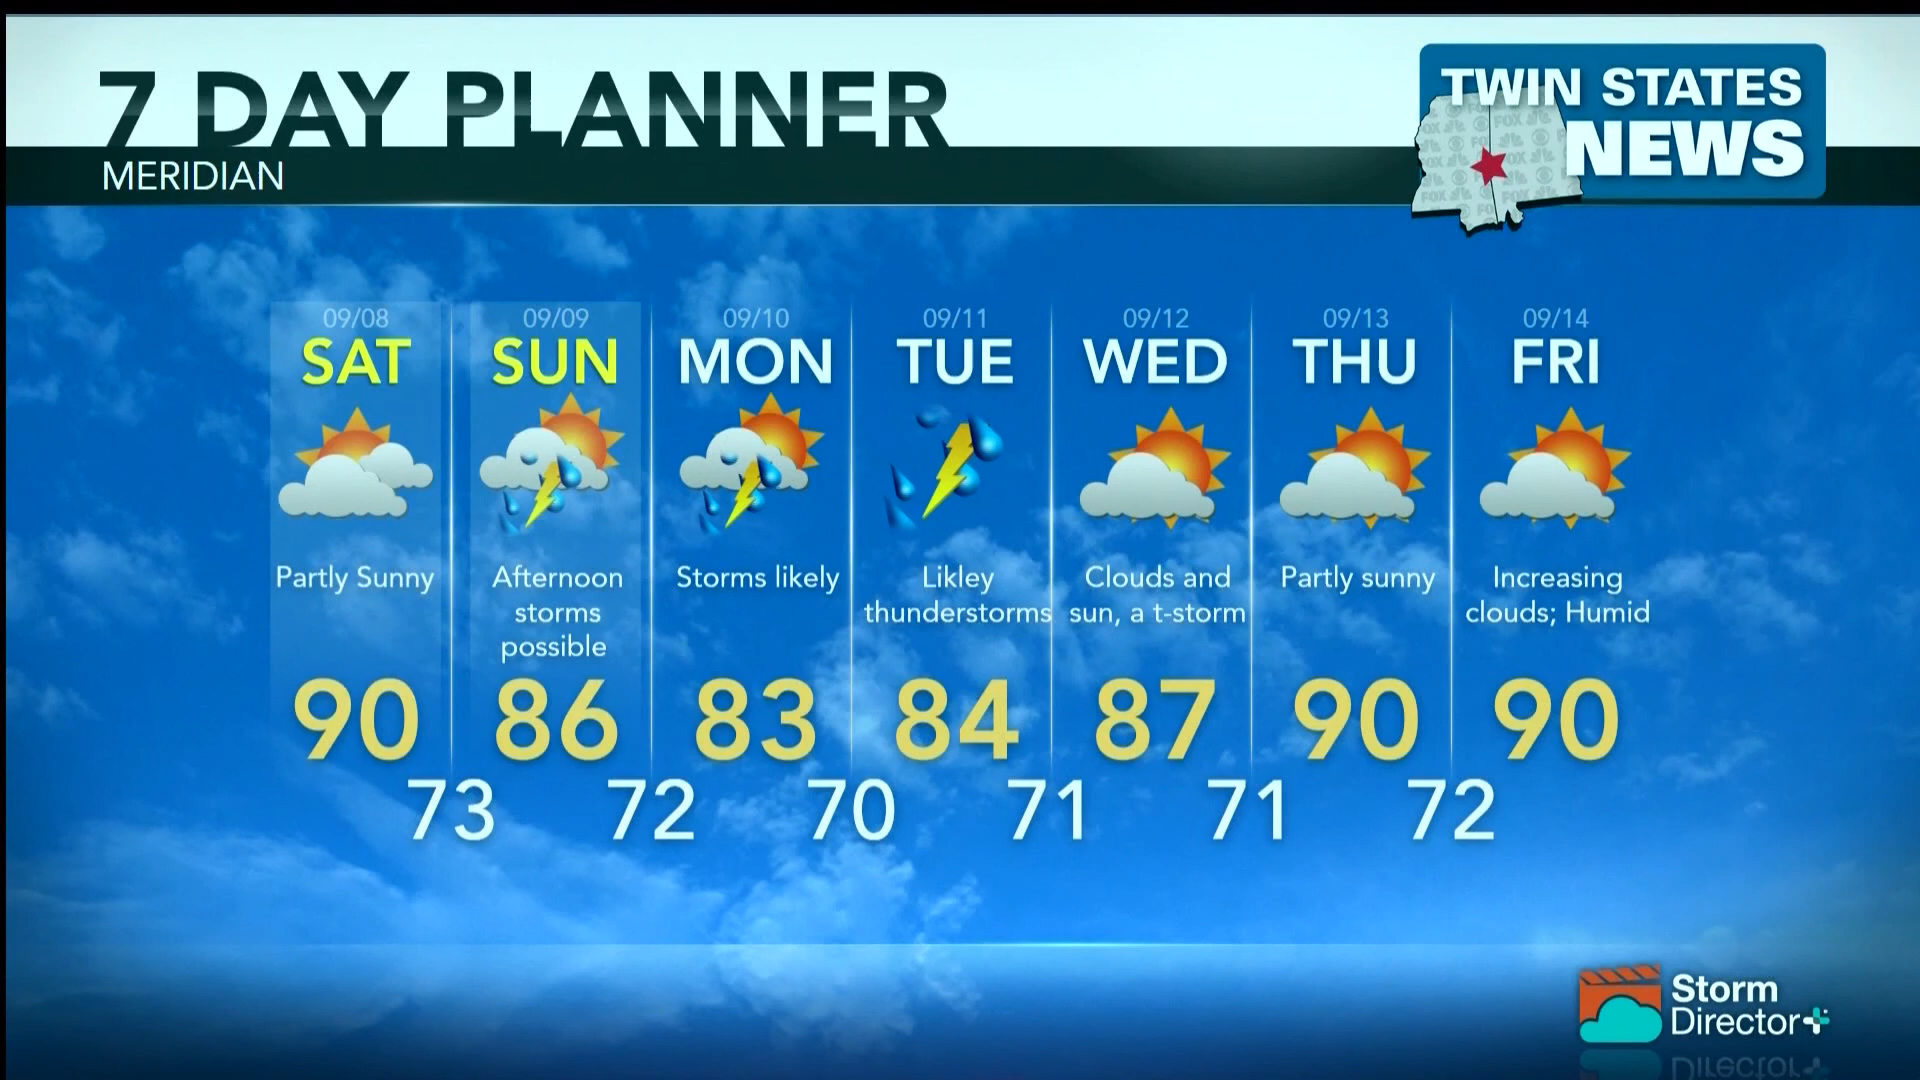 7 DAY PLANNER
MERIDIAN
TWIN STATES
NEWS
09/08
SAT
Partly Sunny
90
73
09/09
SUN
Afternoon
storms
possible
86
72
09/10
MON
Storms likely
83
70
09/11
TUE
Likley
thunderstorms
84
71
09/12
WED
Clouds and
sun, a t-storm
87
71
09/13
THU
Partly sunny
90
72
09/14
FRI
Increasing
clouds; Humid
90
Storm
Director+